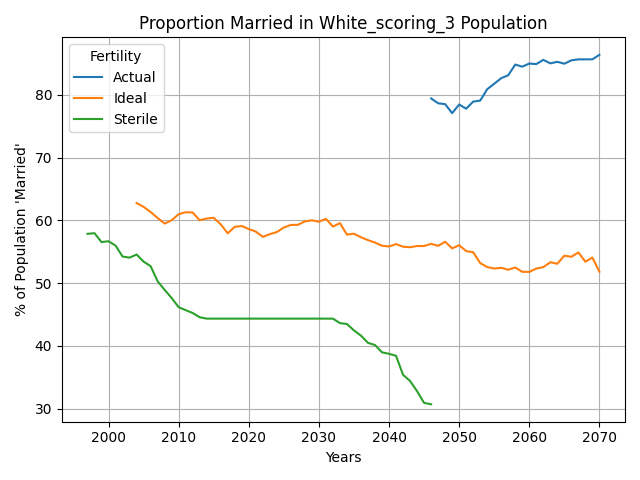 Proportion Married in White_scoring_3 Population
Fertility
Actual
Ideal
Sterile
% of Population 'Married'
80
70
60
50
40
30
2000 2010 2020 2030 2040 2050 2060 2070
Years